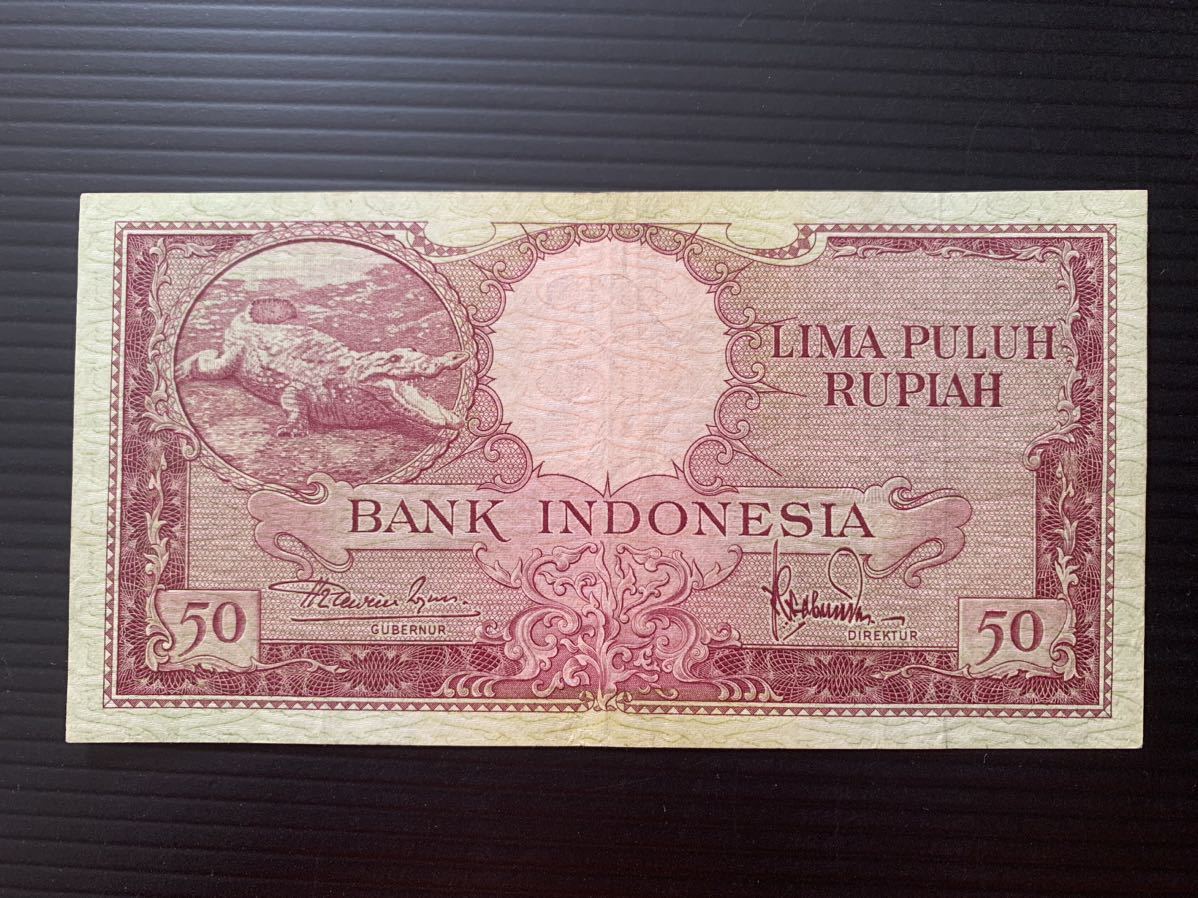 LIMA PULUH
RUPIAH
BANK INDONESIA
GUBERNUR
DIREKTUR
50
50